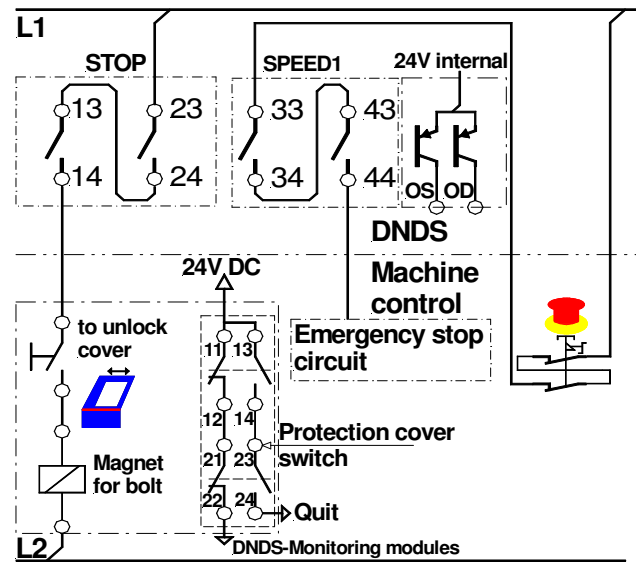 L1
STOP
SPEED1
24V internal
13
23
33
43
14
24
34
44
OS
OD
DNDS
24V DC
Machine
control
to unlock
cover
11
13
Emergency stop
circuit
12
14
Protection cover
switch
21
23
Magnet
for bolt
22
24
Quit
L2
DNDS-Monitoring modules